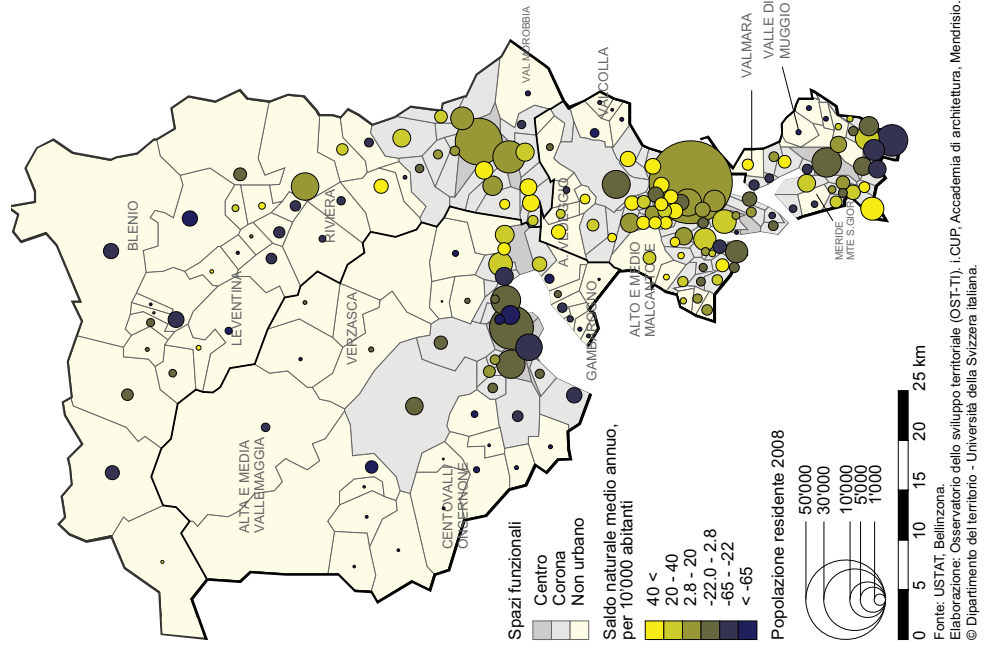 BLENIO
LEVENTINA
RIVIERA
VERZASCA
ALTA E MEDIA
VALLEMAGGIA
CENTOVALLI
ONSERNONE
GAMBAROGNO
VAL MOROBBIA
VALCOLLA
ALTO E MEDIO
MALCANTONE
VALMARA
VALLE DI
MUGGIO
MERIDE
MTE S.GIOR
Spazi funzionali
Centro
Corona
Non urbano
Saldo naturale medio annuo,
per 10'000 abitanti
40 <
20 - 40
2.8 - 20
-22.0 - 2.8
-65 - -22
< -65
Popolazione residente 2008
50'000
30'000
10'000
5'000
1'000
0 5 10 15 20 25 km
Fonte: USTAT, Bellinzona.
Elaborazione: Osservatorio dello sviluppo territoriale (OST-TI). i.CUP, Accademia di architettura, Mendrisio.
© Dipartimento del territorio - Università della Svizzera italiana.